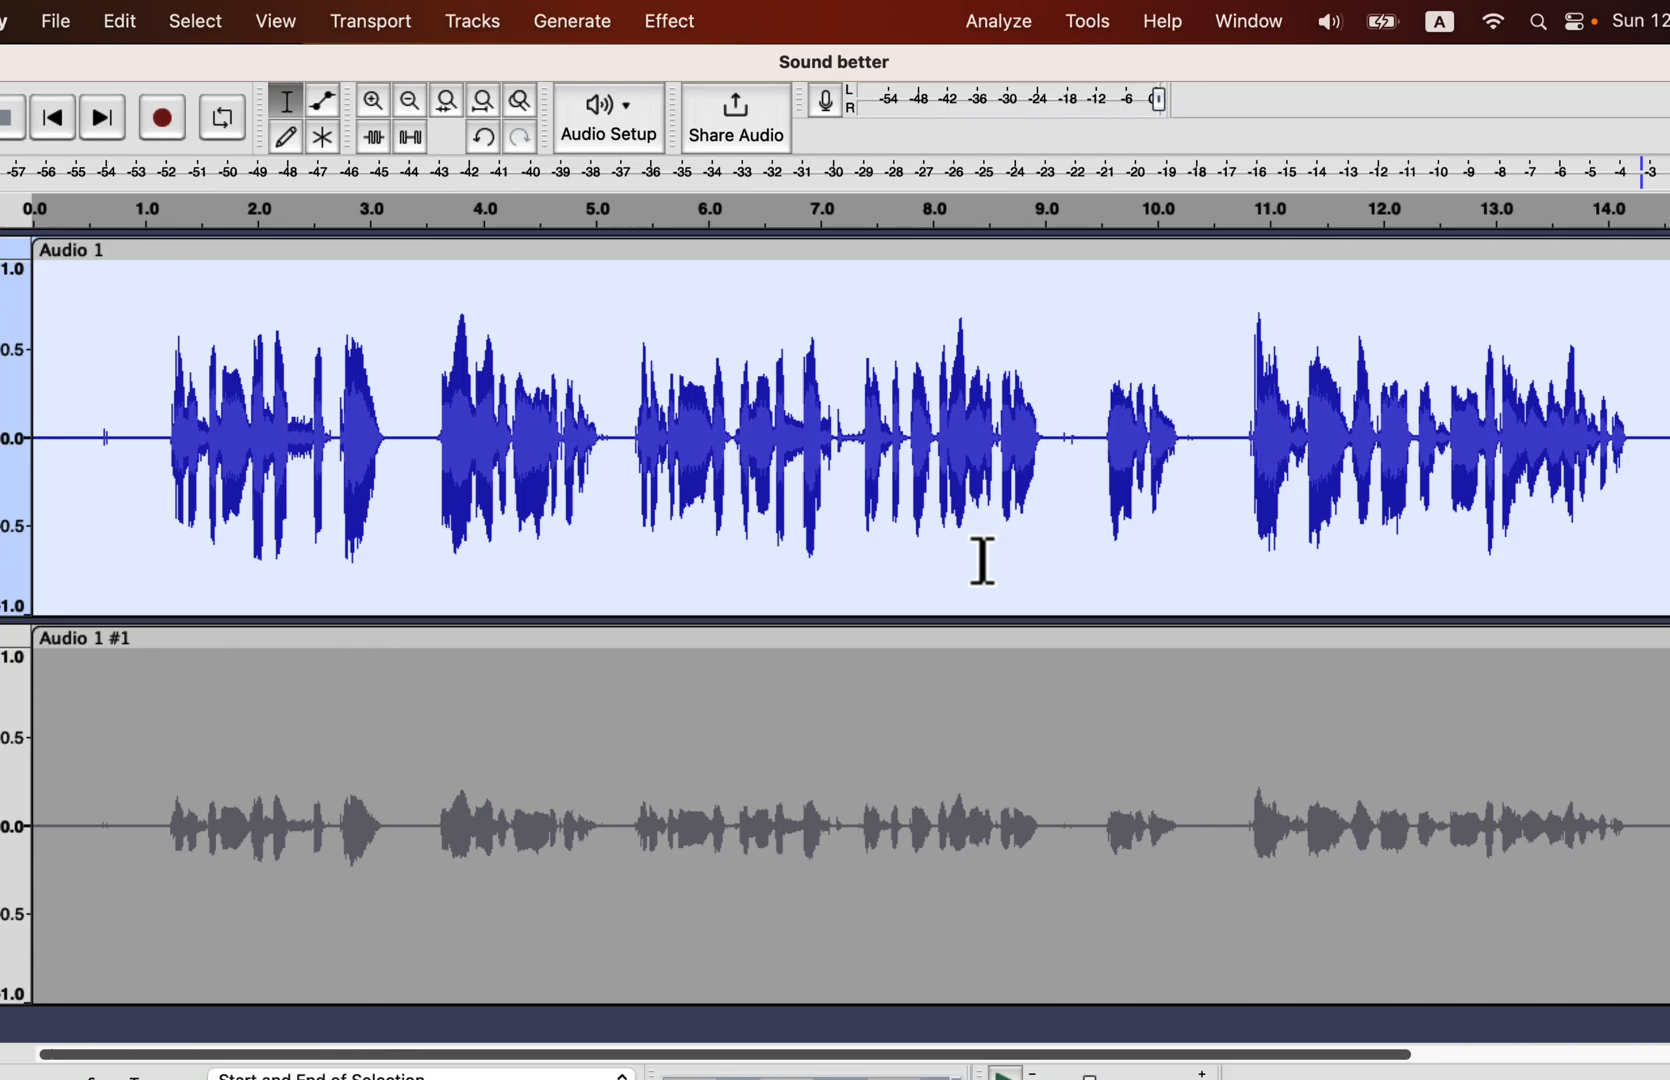 y File Edit Select View Transport Tracks Generate Effect Analyze Tools Help Window A Sun 12
Sound better
Audio Setup
Share Audio
L
R
-54 -48 -42 -36 -30 -24 -18 -12 -6 0
-57 -56 -55 -54 -53 -52 -51 -50 -49 -48 -47 -46 -45 -44 -43 -42 -41 -40 -39 -38 -37 -36 -35 -34 -33 -32 -31 -30 -29 -28 -27 -26 -25 -24 -23 -22 -21 -20 -19 -18 -17 -16 -15 -14 -13 -12 -11 -10 -9 -8 -7 -6 -5 -4 -3
0.0 1.0 2.0 3.0 4.0 5.0 6.0 7.0 8.0 9.0 10.0 11.0 12.0 13.0 14.0
Audio 1
1.0
0.5
0.0
0.5
1.0
Audio 1 #1
1.0
0.5
0.0
0.5
1.0
Start and End of Selection